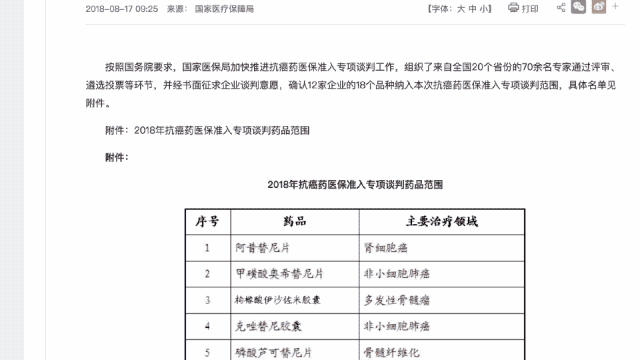 2018-08-17 09:25 来源: 国家医疗保障局 【字体: 大 中 小】 打印
按照国务院要求，国家医保局加快推进抗癌药医保准入专项谈判工作，组织了来自全国20个省份的70余名专家通过评审、
遴选投票等环节，并经书面征求企业谈判意愿，确认12家企业的18个品种纳入本次抗癌药医保准入专项谈判范围，具体名单见
附件。
附件：2018年抗癌药医保准入专项谈判药品范围
附件：
2018年抗癌药医保准入专项谈判药品范围
序号 药品 主要治疗领域
1 阿昔替尼片 肾细胞癌
2 甲磺酸奥希替尼片 非小细胞肺癌
3 枸橼酸伊沙佐米胶囊 多发性骨髓瘤
4 克唑替尼胶囊 非小细胞肺癌
5 磷酸芦可替尼片 骨髓纤维化